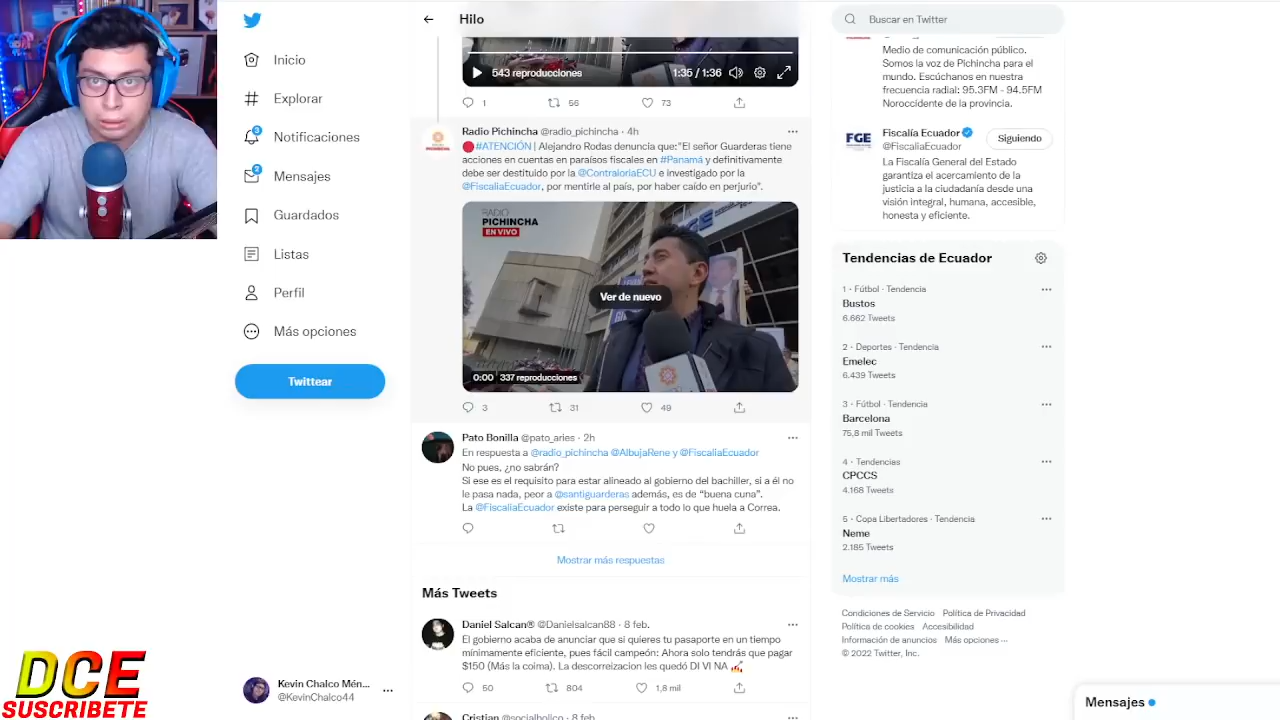 Inicio
Explorar
3
Notificaciones
2
Mensajes
Guardados
Listas
Perfil
Más opciones
Twittear
Kevin Chalco Mén...
@KevinChalco44
DCE
SUSCRIBETE
Hilo
543 reproducciones
1:35 / 1:36
1 56 73
Radio Pichincha @radio_pichincha · 4h
#ATENCIÓN | Alejandro Rodas denuncia que:"El señor Guarderas tiene
acciones en cuentas en paraísos fiscales en #Panamá y definitivamente
debe ser destituido por la @ContraloriaECU e investigado por la
@FiscaliaEcuador, por mentirle al país, por haber caído en perjurio".
RADIO
PICHINCHA
EN VIVO
FGE
Ver de nuevo
0:00 337 reproducciones
3 31 49
Pato Bonilla @pato_aries · 2h
En respuesta a @radio_pichincha @AlbujaRene y @FiscaliaEcuador
No pues, ¿no sabrán?
Si ese es el requisito para estar alineado al gobierno del bachiller, si a él no
le pasa nada, peor a @santiguarderas además, es de “buena cuna”.
La @FiscaliaEcuador existe para perseguir a todo lo que huela a Correa.
Mostrar más respuestas
Más Tweets
Daniel Salcan® @Danielsalcan88 · 8 feb.
El gobierno acaba de anunciar que si quieres tu pasaporte en un tiempo
mínimamente eficiente, pues fácil campeón: Ahora solo tendrás que pagar
$150 (Más la coima). La descorreizacion les quedó DI VI NA
50 804 1,8 mil
Cristian @socialholico · 8 feb.
Buscar en Twitter
Medio de comunicación público.
Somos la voz de Pichincha para el
mundo. Escúchanos en nuestra
frecuencia radial: 95.3FM - 94.5FM
Noroccidente de la provincia.
FGE
Fiscalía Ecuador
@FiscaliaEcuador
Siguiendo
La Fiscalía General del Estado
garantiza el acercamiento de la
justicia a la ciudadanía desde una
visión integral, humana, accesible,
honesta y eficiente.
Tendencias de Ecuador
1 · Fútbol · Tendencia
Bustos
6.662 Tweets
2 · Deportes · Tendencia
Emelec
6.439 Tweets
3 · Fútbol · Tendencia
Barcelona
75,8 mil Tweets
4 · Tendencias
CPCCS
4.168 Tweets
5 · Copa Libertadores · Tendencia
Neme
2.185 Tweets
Mostrar más
Condiciones de Servicio Política de Privacidad
Política de cookies Accesibilidad
Información de anuncios Más opciones ···
© 2022 Twitter, Inc.
Mensajes